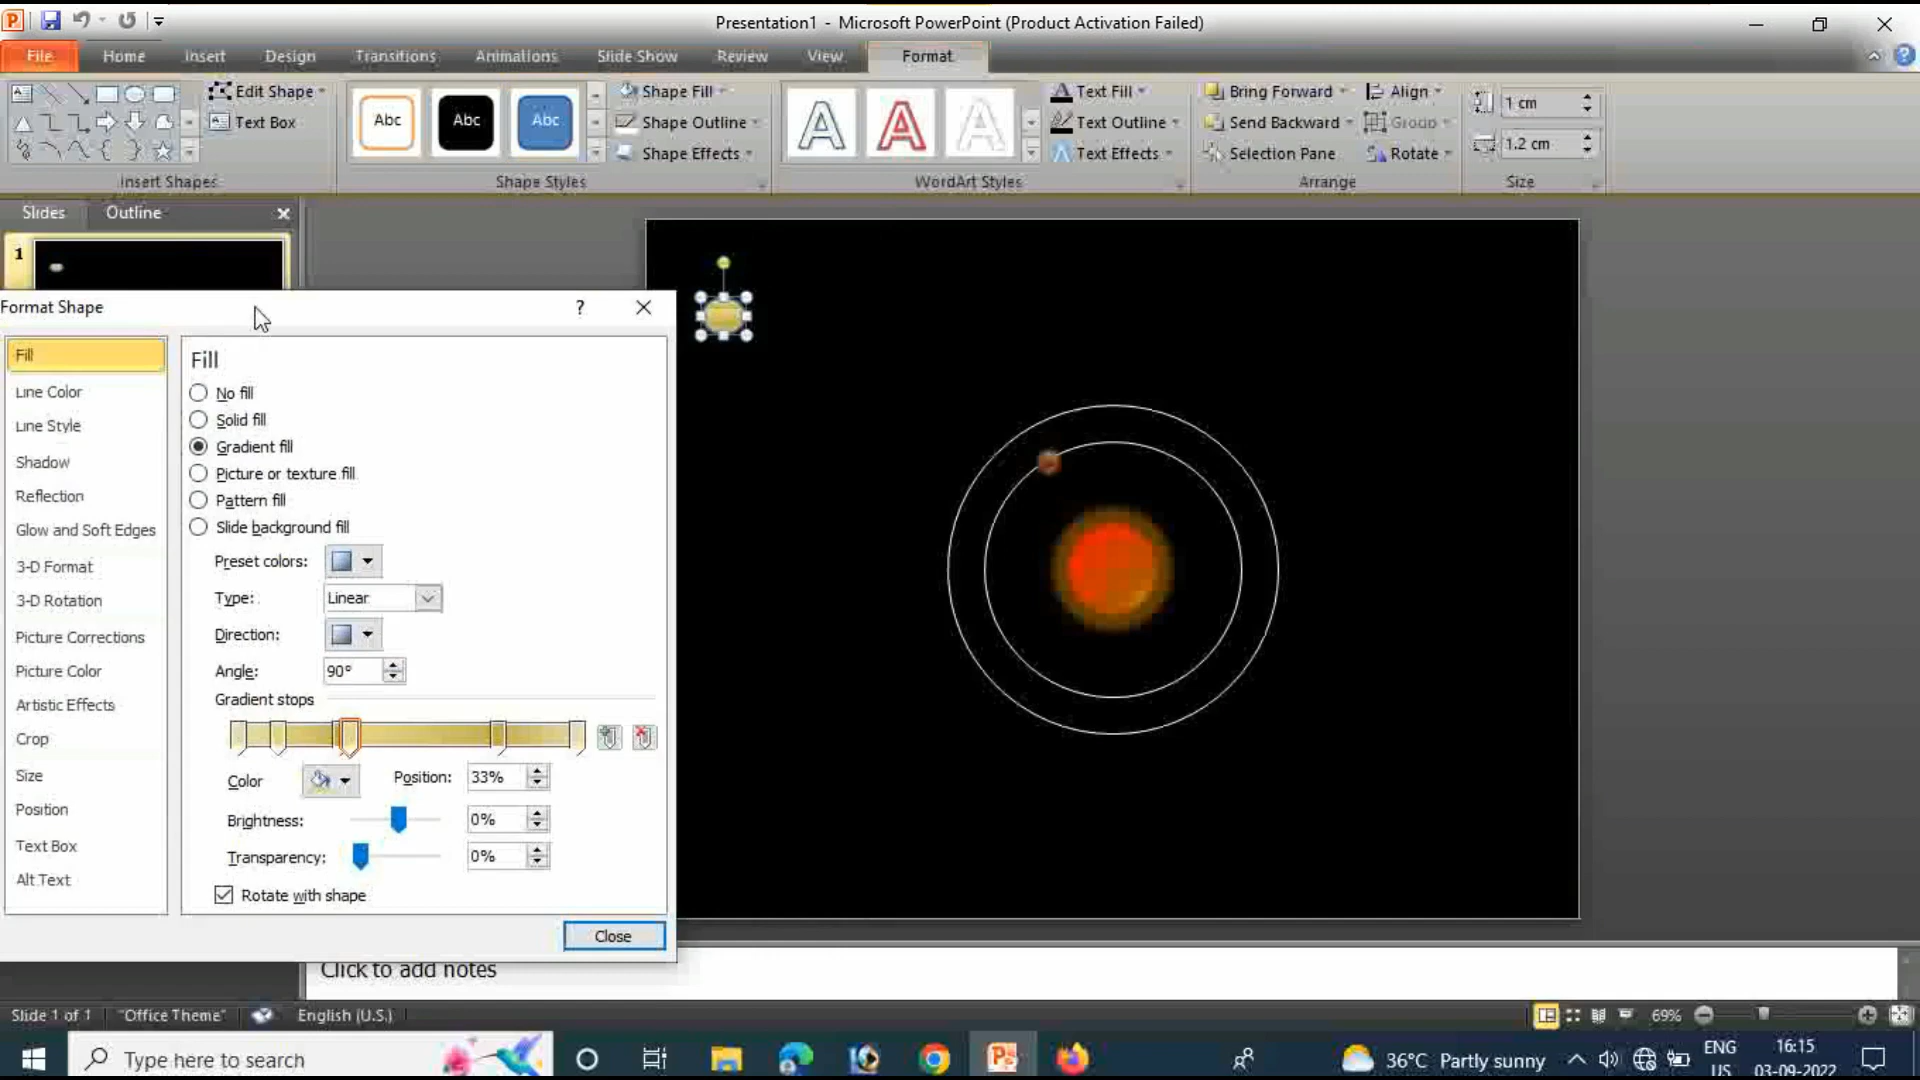 Presentation1 - Microsoft PowerPoint (Product Activation Failed)
File Home Insert Design Transitions Animations Slide Show Review View Format
Edit Shape
Text Box
Insert Shapes
Abc Abc Abc
Shape Fill
Shape Outline
Shape Effects
Shape Styles
Text Fill
Text Outline
Text Effects
WordArt Styles
Bring Forward
Send Backward
Selection Pane
Align
Group
Rotate
Arrange
1 cm
1.2 cm
Size
Slides Outline
1
Format Shape
Fill
Line Color
Line Style
Shadow
Reflection
Glow and Soft Edges
3-D Format
3-D Rotation
Picture Corrections
Picture Color
Artistic Effects
Crop
Size
Position
Text Box
Alt Text
Fill
No fill
Solid fill
Gradient fill
Picture or texture fill
Pattern fill
Slide background fill
Preset colors:
Type: Linear
Direction:
Angle: 90°
Gradient stops
Color Position: 33%
Brightness: 0%
Transparency: 0%
Rotate with shape
Close
Click to add notes
Slide 1 of 1 "Office Theme" English (U.S.) 69%
Type here to search
36°C Partly sunny
ENG
US
16:15
03-09-2022